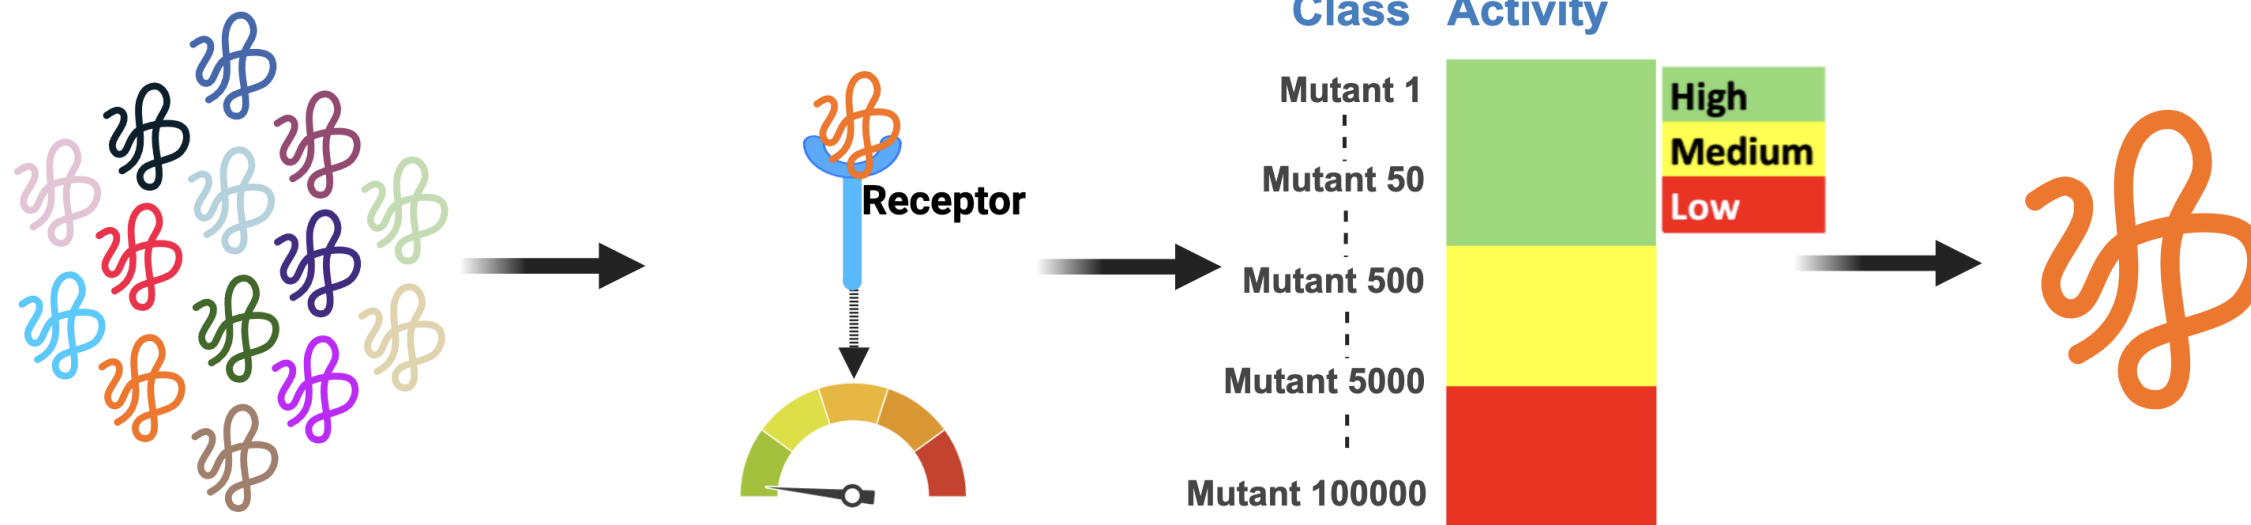 Class Activity
Receptor
Mutant 1
Mutant 50
Mutant 500
Mutant 5000
Mutant 100000
High
Medium
Low